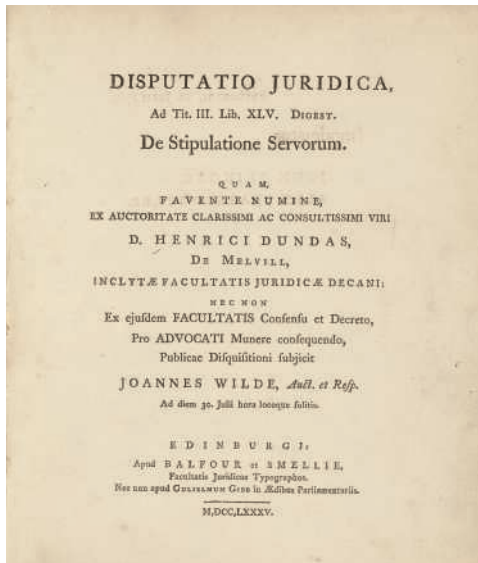 DISPUTATIO JURIDICA,
Ad Tit. III. Lib. XLV. DIGEST.
De Stipulatione Servorum.
QUAM,
FAVENTE NUMINE,
EX AUCTORITATE CLARISSIMI AC CONSULTISSIMI VIRI
D. HENRICI DUNDAS,
DE MELVILL,
INCLYTÆ FACULTATIS JURIDICÆ DECANI:
NEC NON
Ex ejuſdem FACULTATIS Conſenſu et Decreto,
Pro ADVOCATI Munere conſequendo,
Publicae Diſquiſitioni ſubjicit
JOANNES WILDE, Auct. et Reſp.
Ad diem 30. Julii hora locoque ſolitis.
EDINBURGI:
Apud BALFOUR et SMELLIE,
Facultatis Juridicae Typographos.
Nec non apud GULIELMUM GIBB in Ædibus Parliamentariis.
M,DCC,LXXXV.